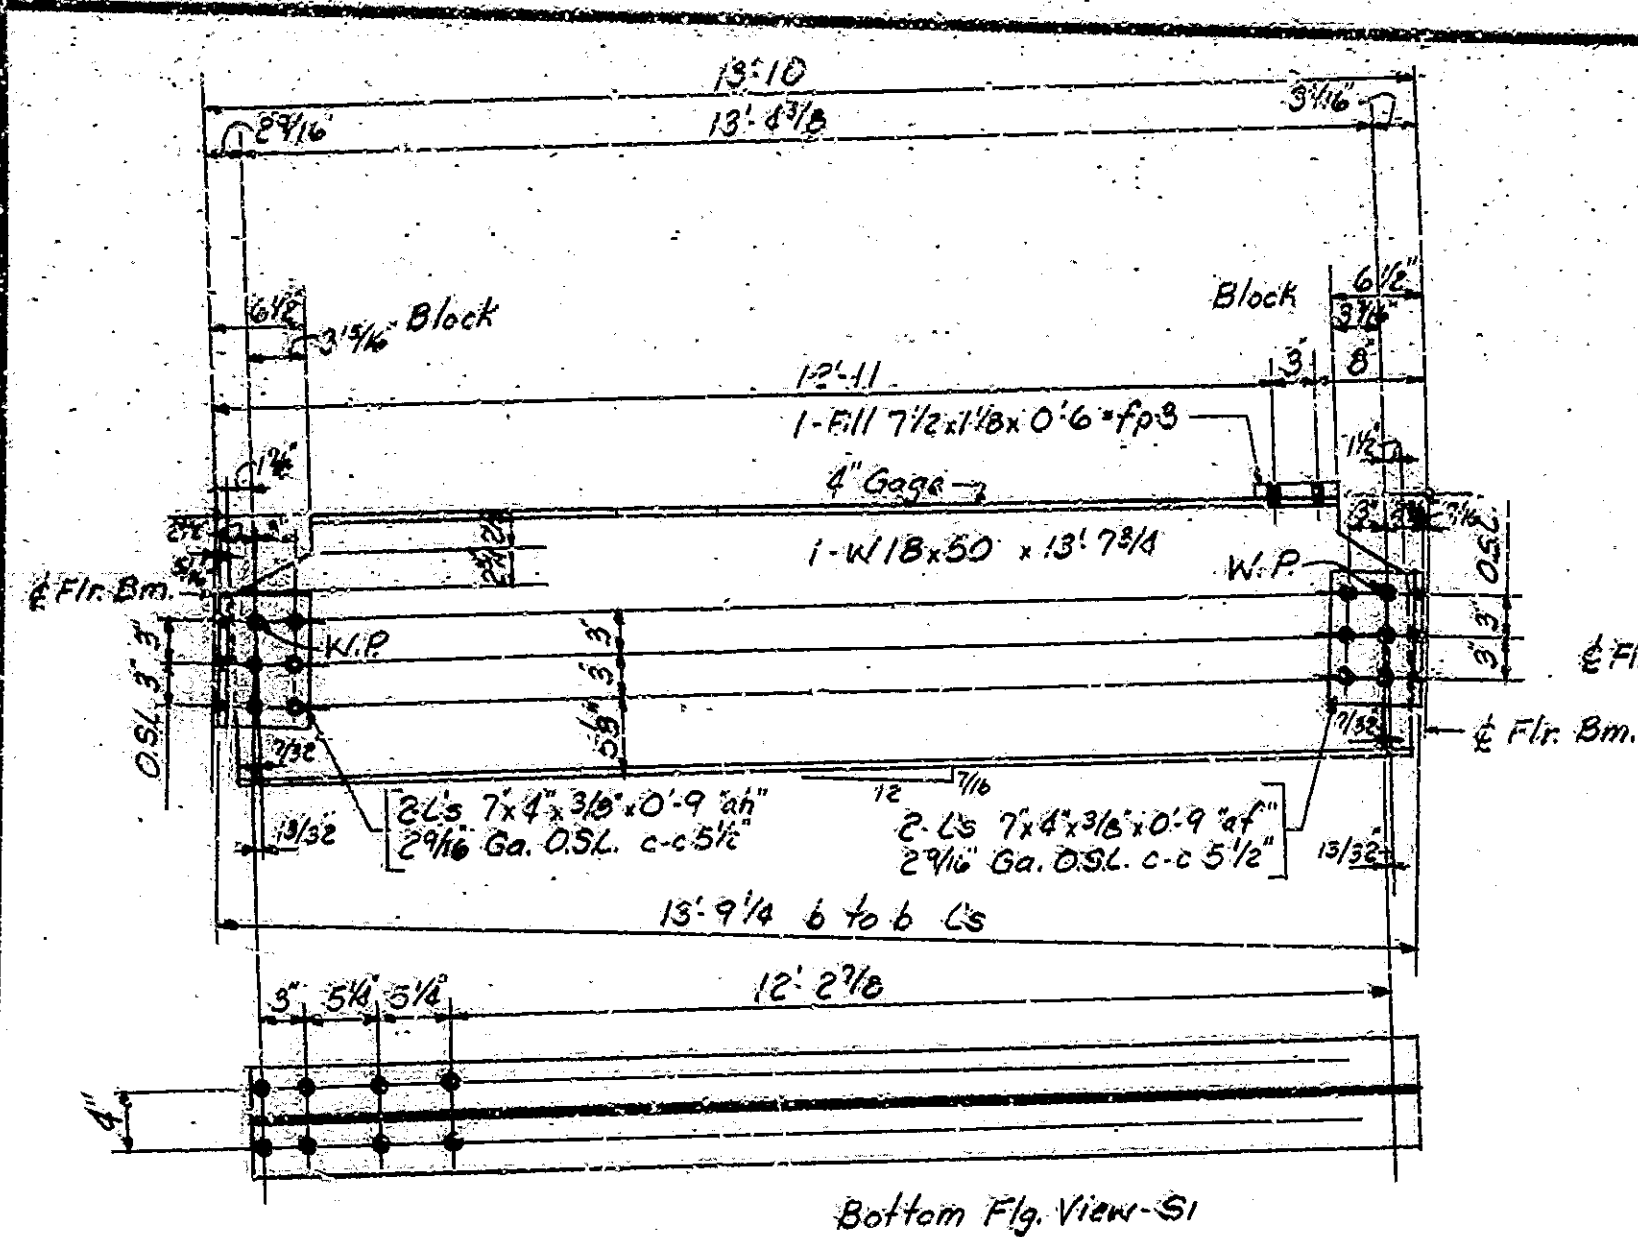 13'-10
2 9/16"
13'-4 3/8
3 1/16"
6 1/2
Block
3 15/16"
Block
6 1/2"
3 7/16"
12'-11
3"
8"
1-Fill 7 1/2 x 1 1/8 x 0'-6 = fp3
4" Gage
1 1/2"
1-W18x50 x 13'-7 3/4
W.P.
O.S.L.
3"
3"
₵ Flr. Bm.
W.P.
3"
3"
O.S.L.
3"
3"
7/32
7/32"
₵ Fl
₵ Flr. Bm.
12
7/16
2-L's 7"x4"x3/8"x0'-9 "ah"
2 9/16" Ga. O.S.L. c-c 5 1/2"
2-L's 7"x4"x3/8"x0'-9 "af"
2 9/16" Ga. O.S.L. c-c 5 1/2"
13/32"
13/32"
13'-9 1/4 b to b L's
3"
5 1/4"
5 1/4"
12'-2 7/8
4"
Bottom Flg. View-S1